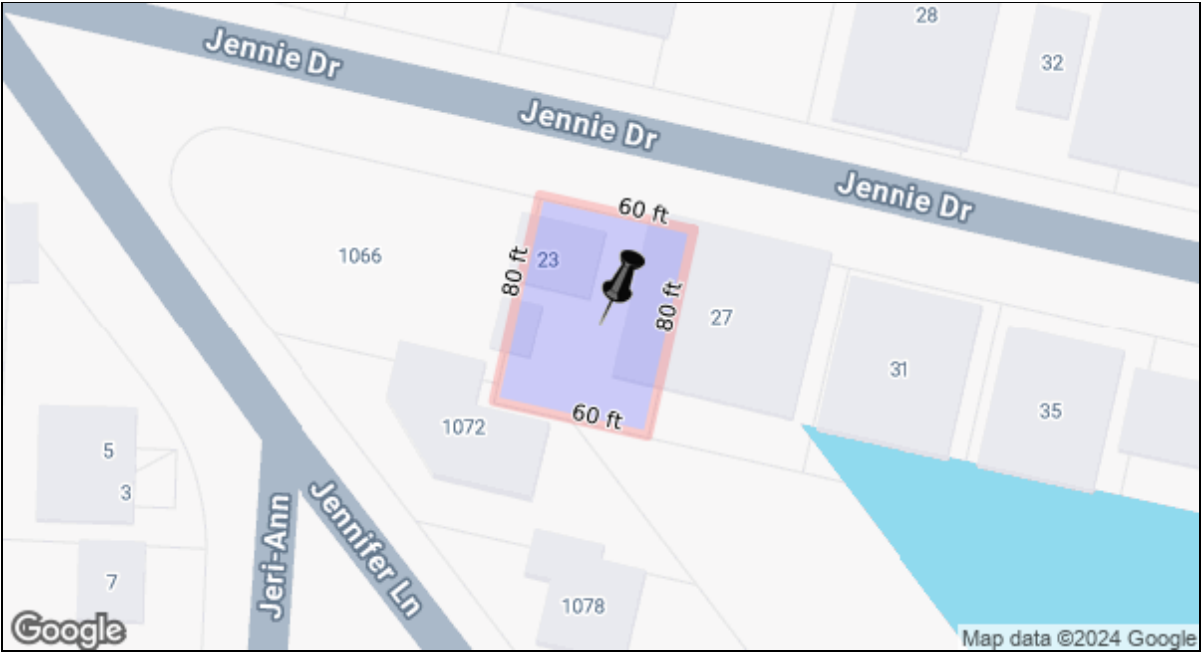 28
Jennie Dr
32
Jennie Dr
Jennie Dr
60 ft
1066
23
80 ft
80 ft
27
31
35
60 ft
1072
5
3
Jeri-Ann
Jennifer Ln
7
1078
Google
Map data ©2024 Google